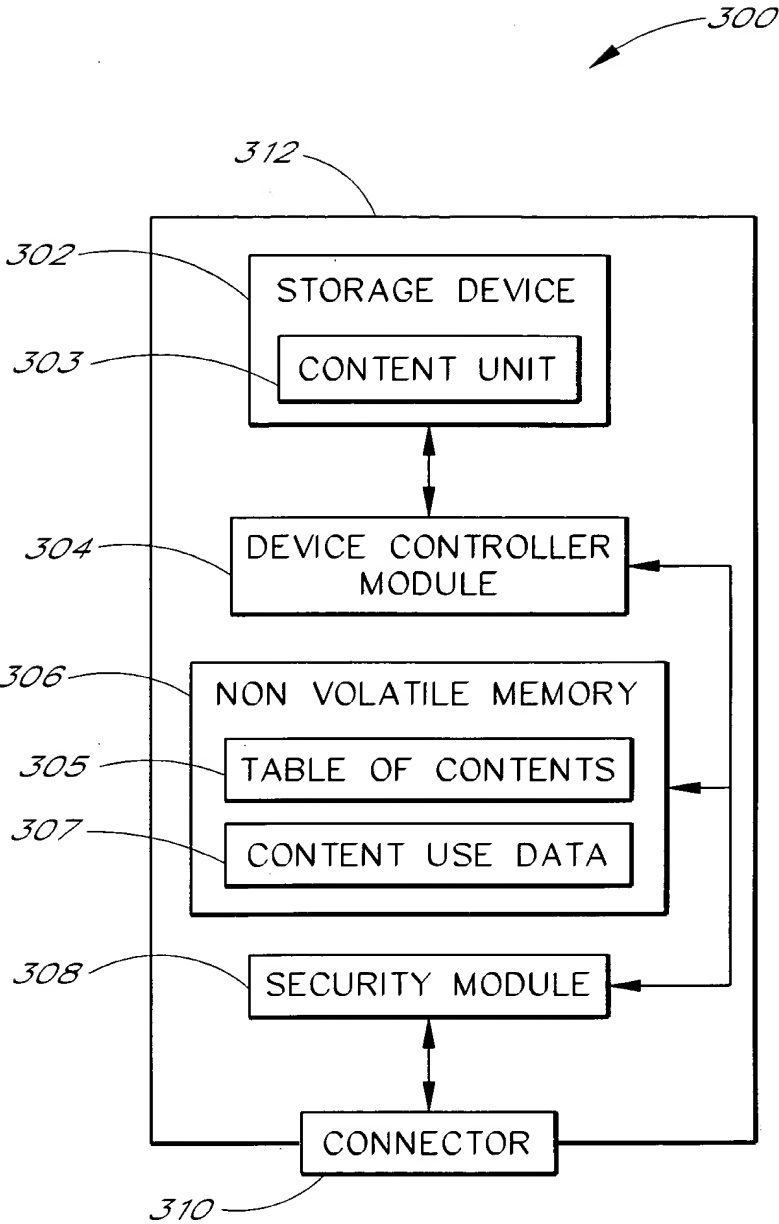 300
312
302
STORAGE DEVICE
303
CONTENT UNIT
304
DEVICE CONTROLLER
MODULE
306
NON VOLATILE MEMORY
305
TABLE OF CONTENTS
307
CONTENT USE DATA
308
SECURITY MODULE
CONNECTOR
310